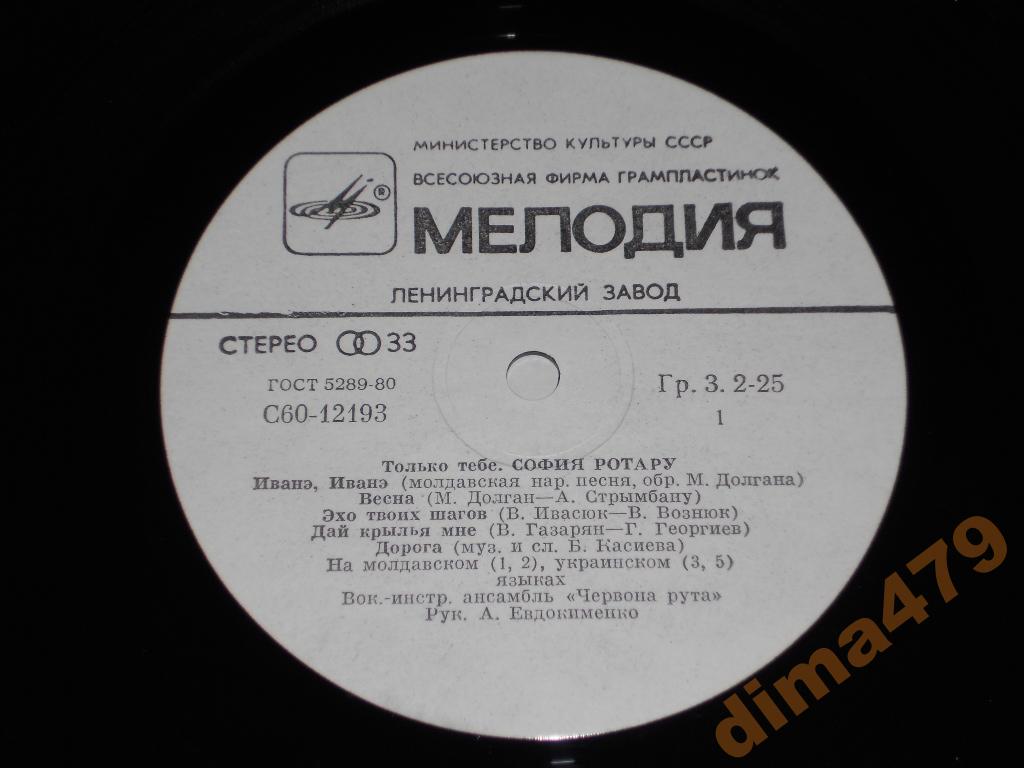 МИНИСТЕРСТВО КУЛЬТУРЫ СССР
ВСЕСОЮЗНАЯ ФИРМА ГРАМПЛАСТИНОК
®
МЕЛОДИЯ
ЛЕНИНГРАДСКИЙ ЗАВОД
СТЕРЕО 33
ГОСТ 5289-80
Гр. 3. 2-25
С60-12193
1
Только тебе. СОФИЯ РОТАРУ
Иванэ, Иванэ (молдавская нар. песня, обр. М. Долгана)
Весна (М. Долган—А. Стрымбану)
Эхо твоих шагов (В. Ивасюк—В. Вознюк)
Дай крылья мне (В. Газарян—Г. Георгиев)
Дорога (муз. и сл. Б. Касиева)
На молдавском (1, 2), украинском (3, 5)
языках
Вок.-инстр. ансамбль «Червона рута»
Рук. А. Евдокименко
dima479